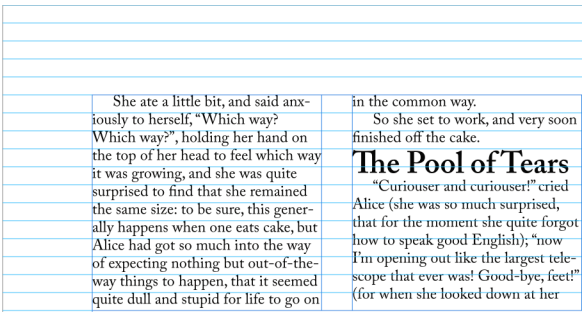 She ate a little bit, and said anx-
iously to herself, “Which way?
Which way?”, holding her hand on
the top of her head to feel which way
it was growing, and she was quite
surprised to find that she remained
the same size: to be sure, this gener-
ally happens when one eats cake, but
Alice had got so much into the way
of expecting nothing but out-of-the-
way things to happen, that it seemed
quite dull and stupid for life to go on
in the common way.
So she set to work, and very soon
finished off the cake.
The Pool of Tears
“Curiouser and curiouser!” cried
Alice (she was so much surprised,
that for the moment she quite forgot
how to speak good English); “now
I’m opening out like the largest tele-
scope that ever was! Good-bye, feet!”
(for when she looked down at her